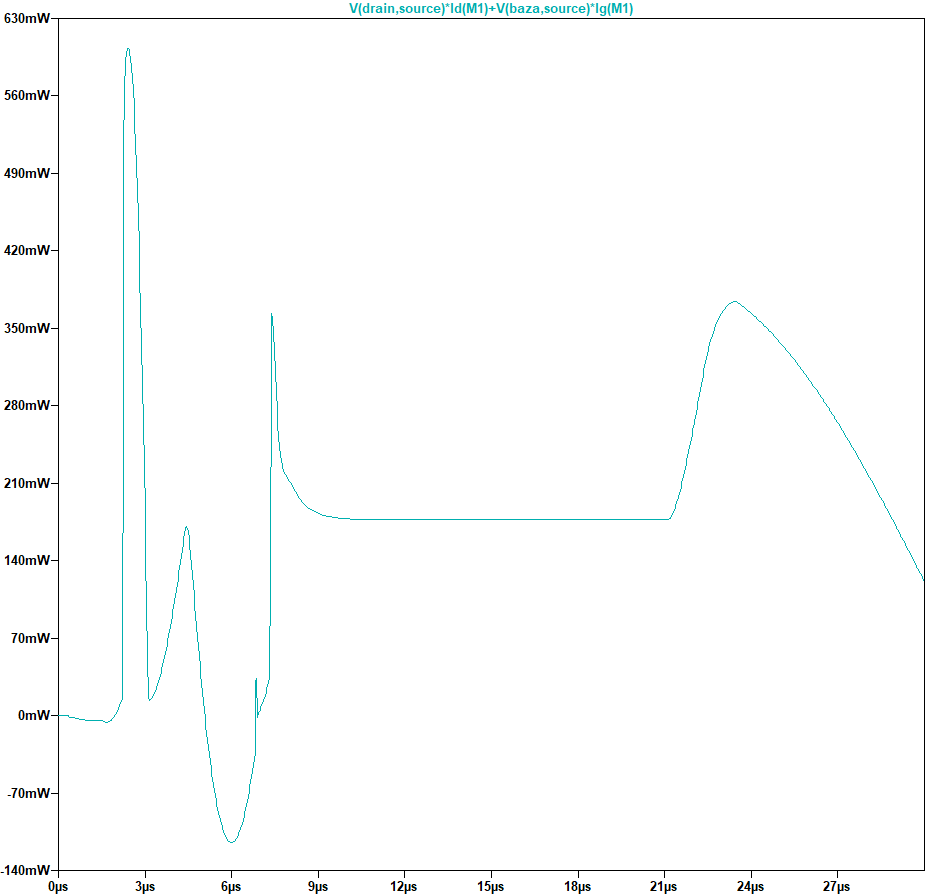 V(drain,source)*Id(M1)+V(baza,source)*Ig(M1)
630mW
560mW
490mW
420mW
350mW
280mW
210mW
140mW
70mW
0mW
-70mW
-140mW
0µs 3µs 6µs 9µs 12µs 15µs 18µs 21µs 24µs 27µs